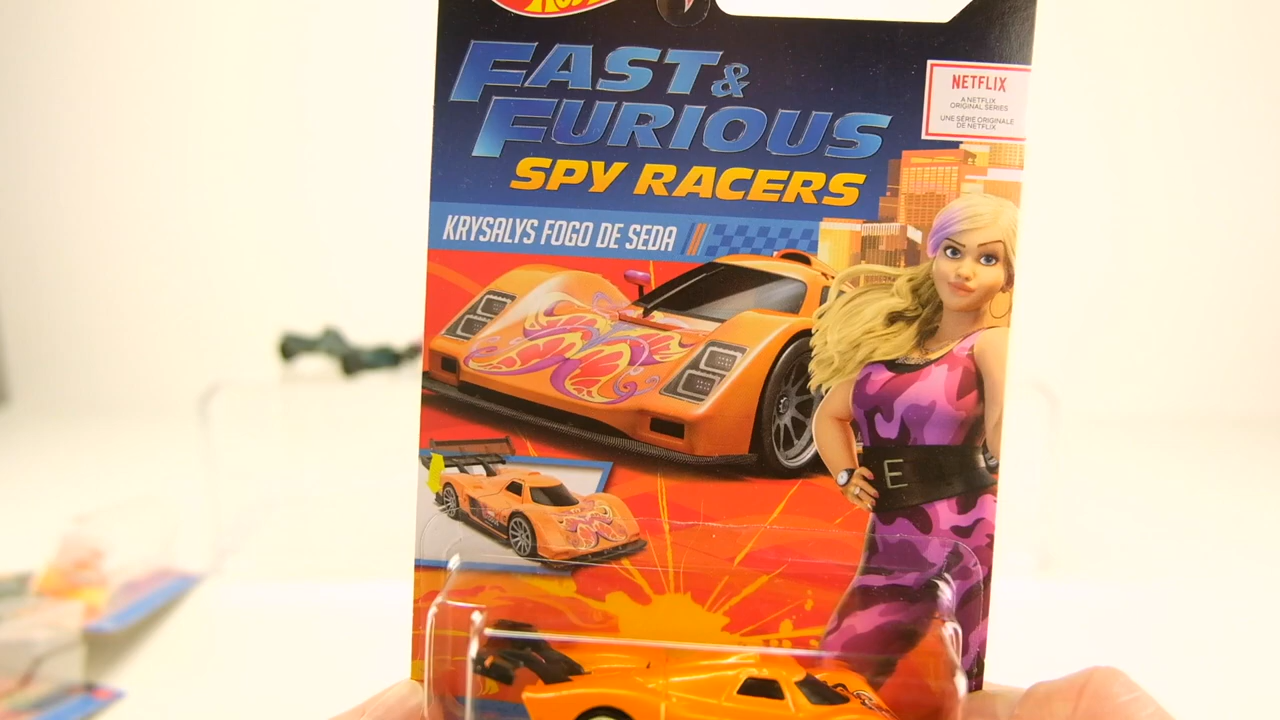 FAST &
FURIOUS
SPY RACERS
NETFLIX
A NETFLIX
ORIGINAL SERIES
UNE SÉRIE ORIGINALE
DE NETFLIX
KRYSALYS FOGO DE SEDA
E